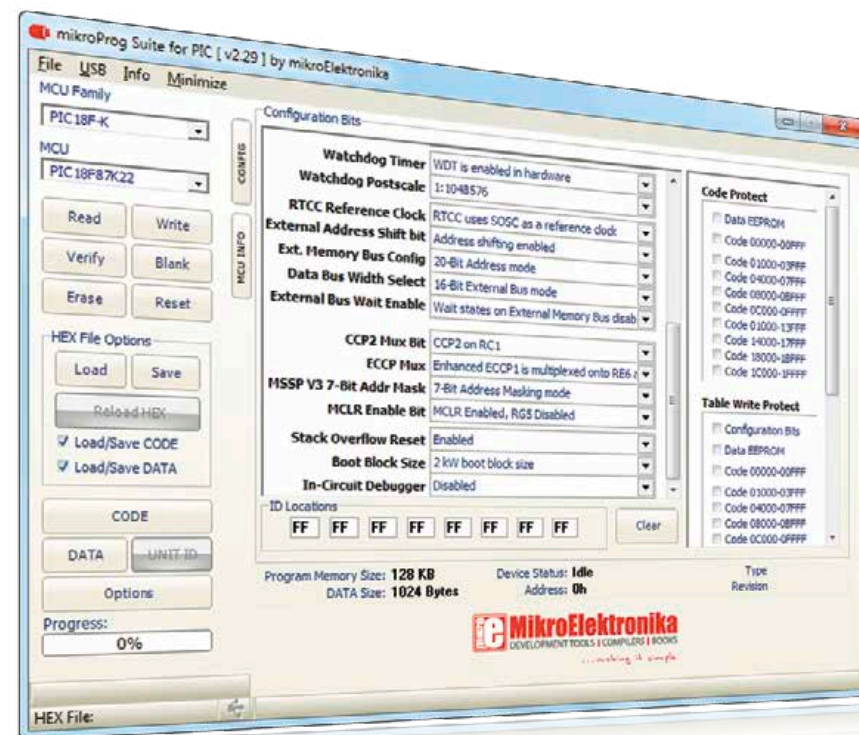 mikroProg Suite for PIC [ v2.29 ] by mikroElektronika
File USB Info Minimize
MCU Family
PIC18F-K
MCU
PIC18F87K22
Read Write
Verify Blank
Erase Reset
HEX File Options
Load Save
Reload HEX
Load/Save CODE
Load/Save DATA
CODE
DATA UNIT ID
Options
Progress:
0%
HEX File:
CONFIG
MCU INFO
Configuration Bits
Watchdog Timer WDT is enabled in hardware
Watchdog Postscale 1:1048576
RTCC Reference Clock RTCC uses SOSC as a reference clock
External Address Shift bit Address shifting enabled
Ext. Memory Bus Config 20-Bit Address mode
Data Bus Width Select 16-Bit External Bus mode
External Bus Wait Enable Wait states on External Memory Bus disab
CCP2 Mux Bit CCP2 on RC1
ECCP Mux Enhanced ECCP1 is multiplexed onto RE6 a
MSSP V3 7-Bit Addr Mask 7-Bit Address Masking mode
MCLR Enable Bit MCLR Enabled, RG5 Disabled
Stack Overflow Reset Enabled
Boot Block Size 2 kW boot block size
In-Circuit Debugger Disabled
ID Locations
FF FF FF FF FF FF FF FF Clear
Code Protect
Data EEPROM
Code 00000-00FFF
Code 01000-03FFF
Code 04000-07FFF
Code 08000-0BFFF
Code 0C000-0FFFF
Code 01000-13FFF
Code 14000-17FFF
Code 18000-1BFFF
Code 1C000-1FFFF
Table Write Protect
Configuration Bits
Data EEPROM
Code 00000-00FFF
Code 01000-03FFF
Code 04000-07FFF
Code 08000-0BFFF
Code 0C000-0FFFF
Program Memory Size: 128 KB Device Status: Idle Type
DATA Size: 1024 Bytes Address: 0h Revision
MikroElektronika
DEVELOPMENT TOOLS | COMPILERS | BOOKS
...making it simple